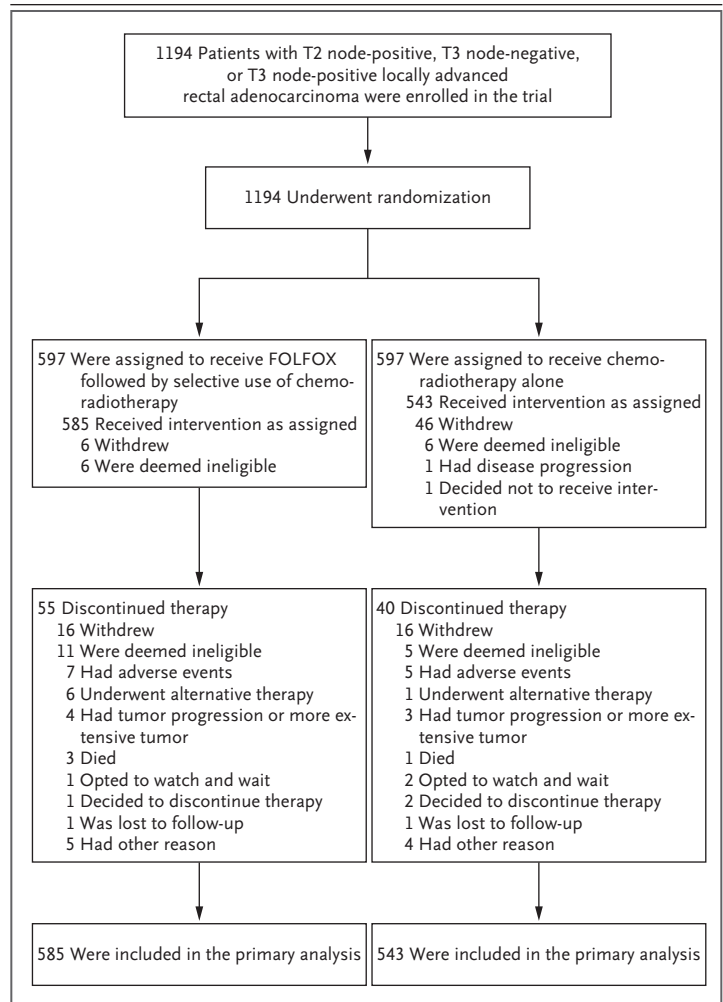 1194 Patients with T2 node-positive, T3 node-negative,
or T3 node-positive locally advanced
rectal adenocarcinoma were enrolled in the trial
1194 Underwent randomization
597 Were assigned to receive FOLFOX
followed by selective use of chemo-
radiotherapy
585 Received intervention as assigned
6 Withdrew
6 Were deemed ineligible
597 Were assigned to receive chemo-
radiotherapy alone
543 Received intervention as assigned
46 Withdrew
6 Were deemed ineligible
1 Had disease progression
1 Decided not to receive inter-
vention
55 Discontinued therapy
16 Withdrew
11 Were deemed ineligible
7 Had adverse events
6 Underwent alternative therapy
4 Had tumor progression or more ex-
tensive tumor
3 Died
1 Opted to watch and wait
1 Decided to discontinue therapy
1 Was lost to follow-up
5 Had other reason
40 Discontinued therapy
16 Withdrew
5 Were deemed ineligible
5 Had adverse events
1 Underwent alternative therapy
3 Had tumor progression or more ex-
tensive tumor
1 Died
2 Opted to watch and wait
2 Decided to discontinue therapy
1 Was lost to follow-up
4 Had other reason
585 Were included in the primary analysis
543 Were included in the primary analysis